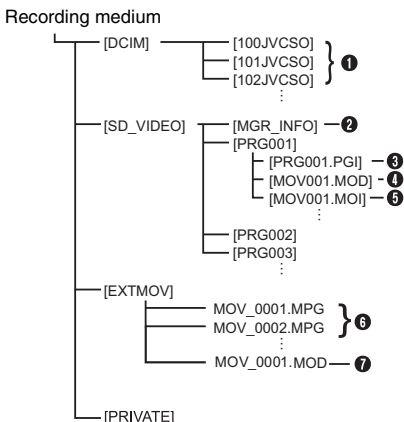 Recording medium
[DCIM] [100JVCSO]
[101JVCSO] 1
[102JVCSO]
[SD_VIDEO] [MGR_INFO] 2
[PRG001]
[PRG001.PGI] 3
[MOV001.MOD] 4
[MOV001.MOI] 5
[PRG002]
[PRG003]
[EXTMOV]
MOV_0001.MPG
MOV_0002.MPG 6
MOV_0001.MOD 7
[PRIVATE]